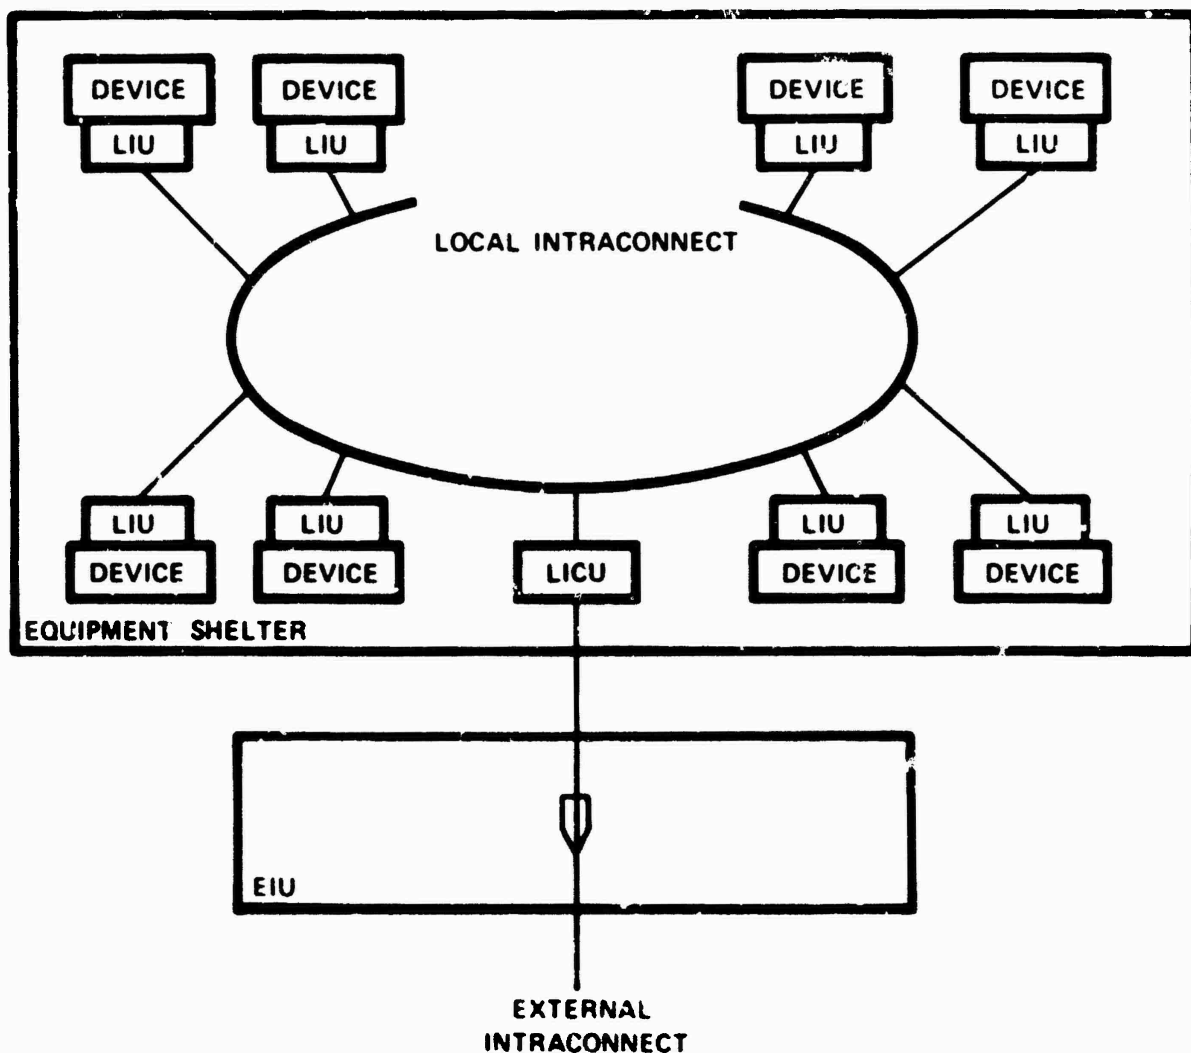 DEVICE DEVICE DEVICE DEVICE
LIU LIU LIU LIU
LOCAL INTRACONNECT
LIU LIU LIU LIU
DEVICE DEVICE LICU DEVICE DEVICE
EQUIPMENT SHELTER
EIU
EXTERNAL
INTRACONNECT